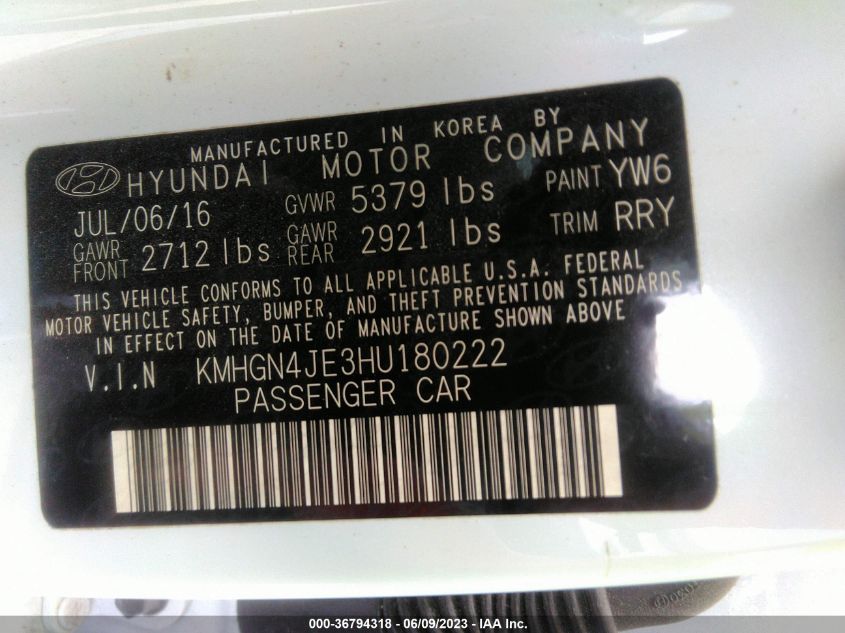 MANUFACTURED IN KOREA BY
HYUNDAI MOTOR COMPANY
JUL/06/16 GVWR 5379 lbs PAINT YW6
GAWR FRONT 2712 lbs GAWR REAR 2921 lbs TRIM RRY
THIS VEHICLE CONFORMS TO ALL APPLICABLE U.S.A. FEDERAL
MOTOR VEHICLE SAFETY, BUMPER, AND THEFT PREVENTION STANDARDS
IN EFFECT ON THE DATE OF MANUFACTURE SHOWN ABOVE
V.I.N KMHGN4JE3HU180222
PASSENGER CAR
000-36794318 - 06/09/2023 - (IAA)